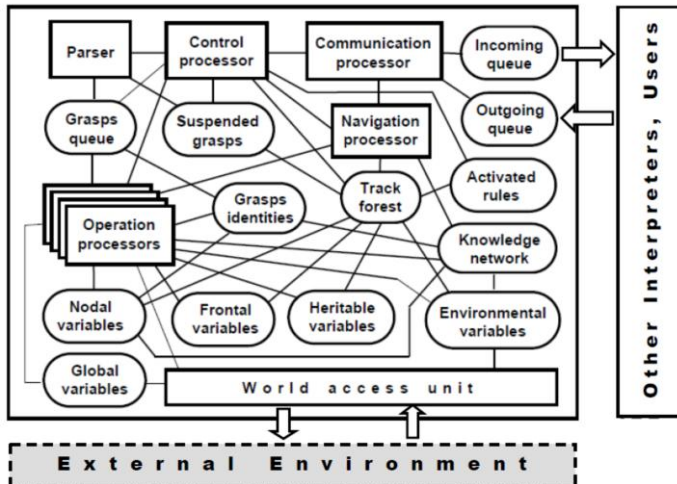 Parser
Control
processor
Communication
processor
Incoming
queue
Grasps
queue
Suspended
grasps
Navigation
processor
Outgoing
queue
Operation
processors
Grasps
identities
Track
forest
Activated
rules
Knowledge
network
Nodal
variables
Frontal
variables
Heritable
variables
Environmental
variables
Global
variables
World access unit
External Environment
Other Interpreters, Users